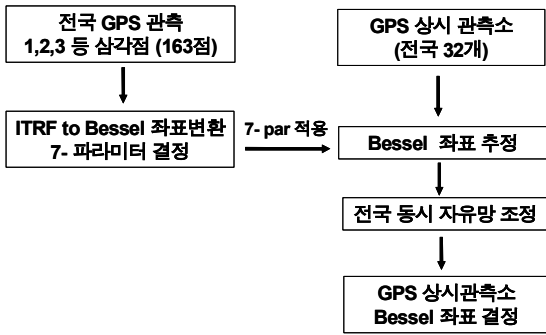 전국 GPS 관측
1,2,3 등 삼각점 (163점)
ITRF to Bessel 좌표변환
7- 파라미터 결정
7- par 적용
GPS 상시 관측소
(전국 32개)
Bessel 좌표 추정
전국 동시 자유망 조정
GPS 상시관측소
Bessel 좌표 결정